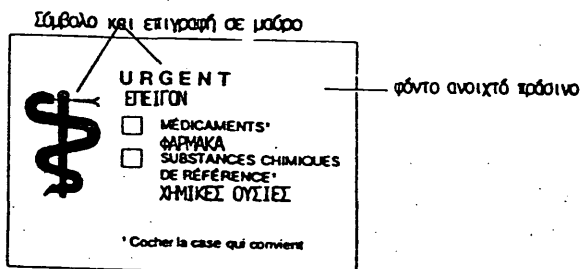 Σύμβολο και επιγραφή σε μαύρο
URGENT
ΕΠΕΙΓΟΝ
φόντο ανοιχτό πράσινο
MÉDICAMENTS*
ΦΑΡΜΑΚΑ
SUBSTANCES CHIMIQUES
DE RÉFÉRENCE*
ΧΗΜΙΚΕΣ ΟΥΣΙΕΣ
* Cocher la case qui convient